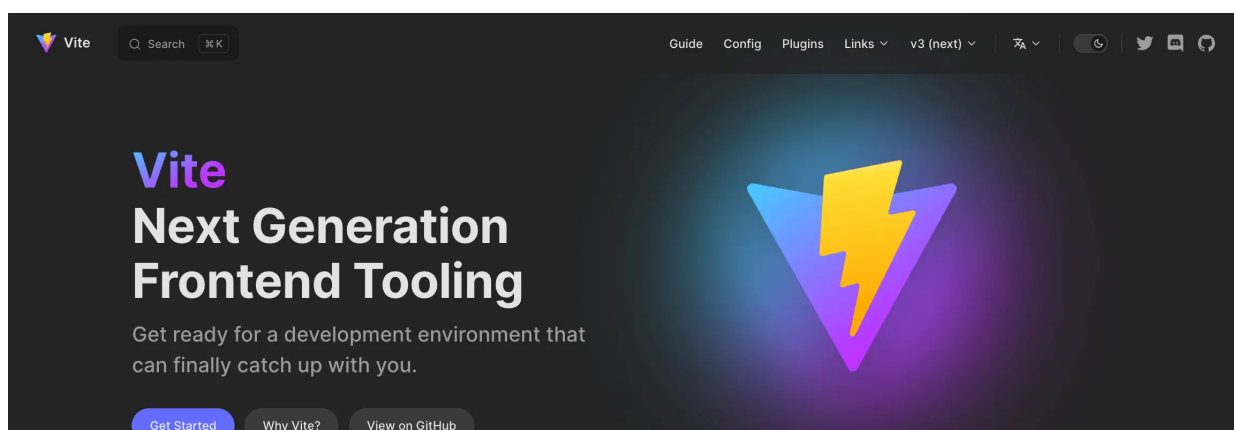 Vite
Search ⌘ K
Guide Config Plugins Links v3 (next)
Vite
Next Generation
Frontend Tooling
Get ready for a development environment that
can finally catch up with you.
Get Started Why Vite? View on GitHub